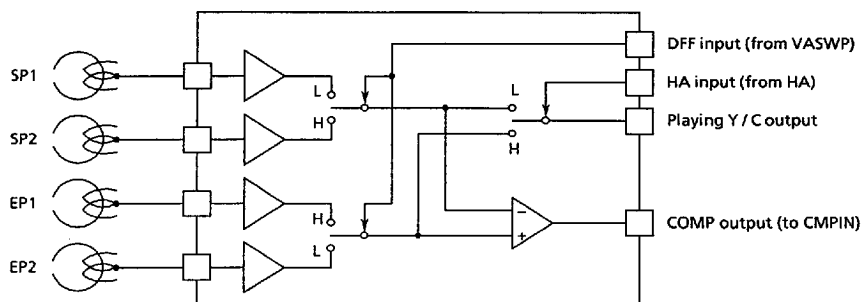 DFF input (from VASWP)
SP1
HA input (from HA)
L
L
SP2
H
Playing Y / C output
H
EP1
H
COMP output (to CMPIN)
−
+
L
EP2